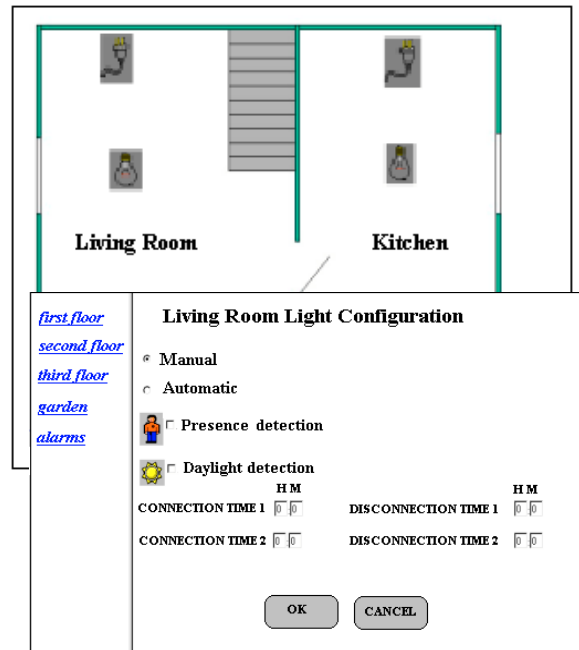 Living Room
Kitchen
first floor
second floor
third floor
garden
alarms
Living Room Light Configuration
Manual
Automatic
Presence detection
Daylight detection
H M
H M
CONNECTION TIME 1 0 0
DISCONNECTION TIME 1 0 0
CONNECTION TIME 2 0 0
DISCONNECTION TIME 2 0 0
OK
CANCEL